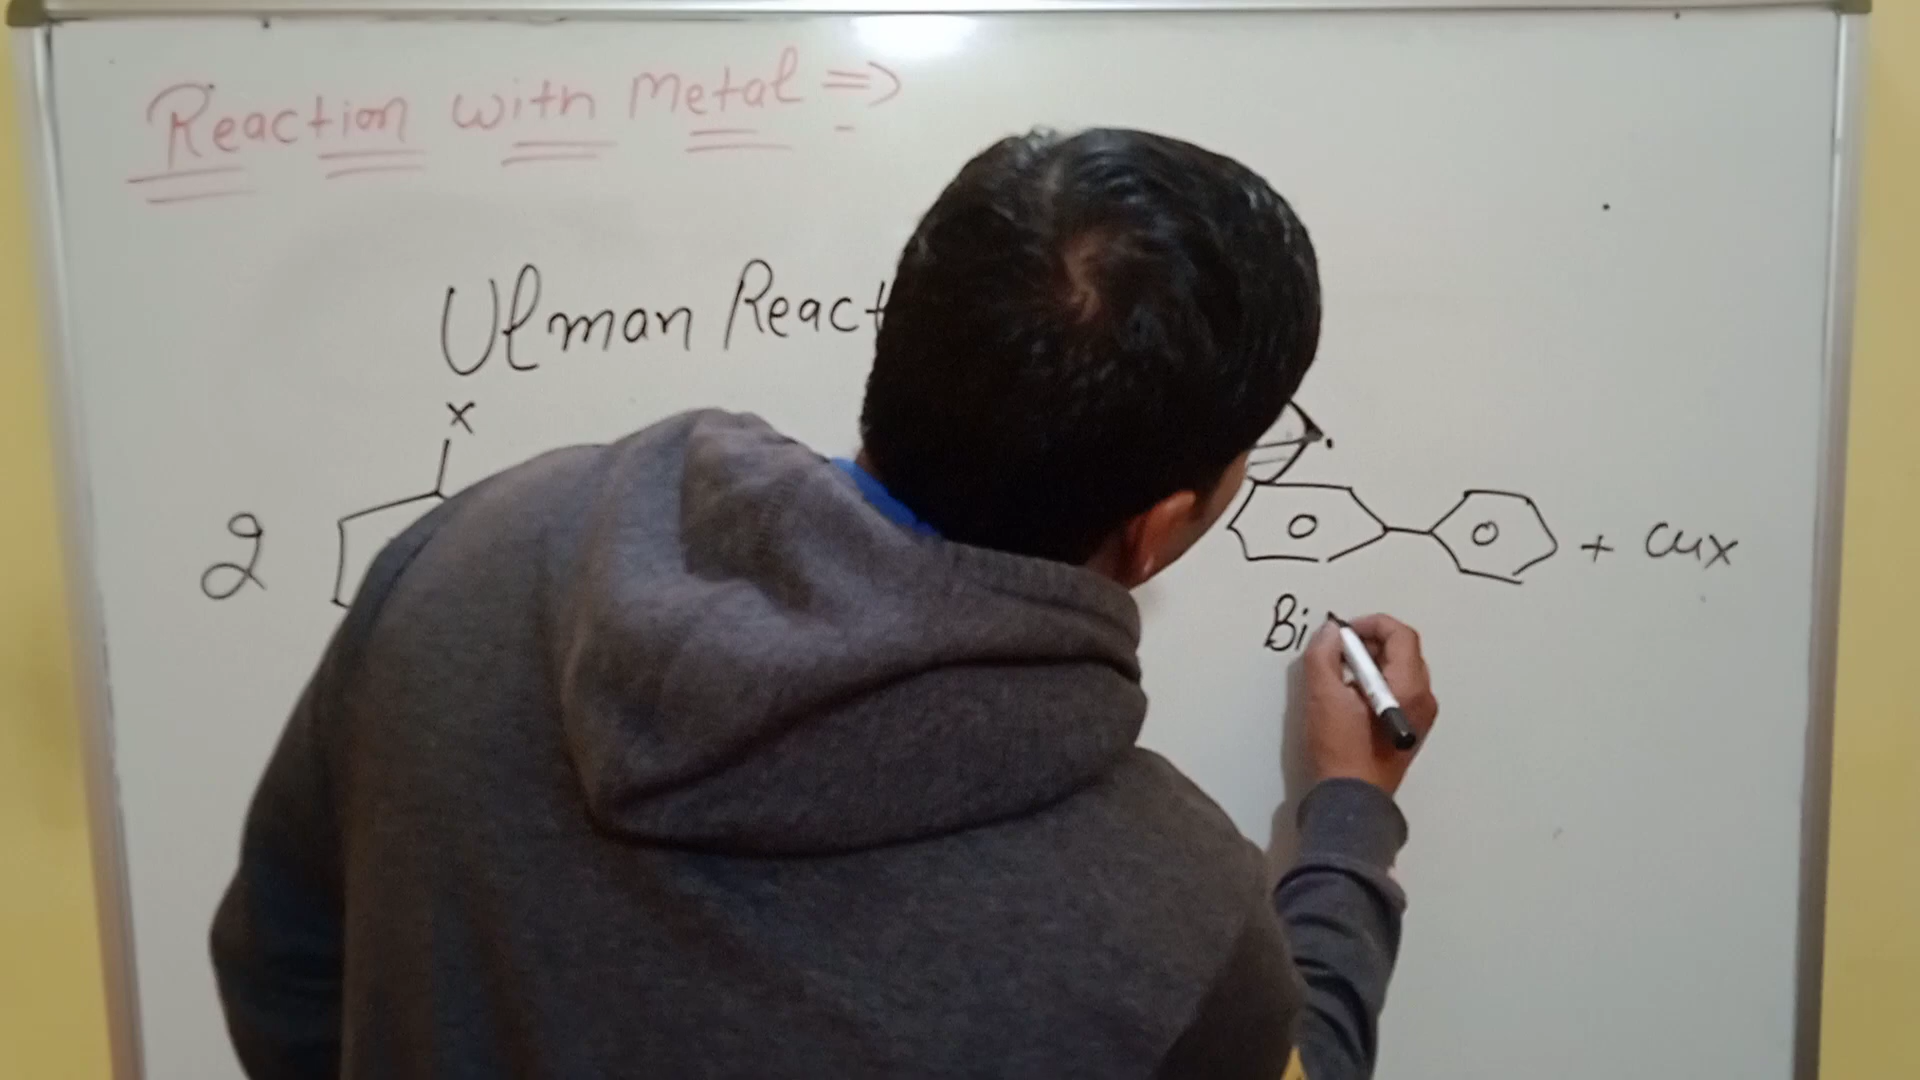 Reaction with Metal =>
Ulman React
X
2
+ CuX
Bi